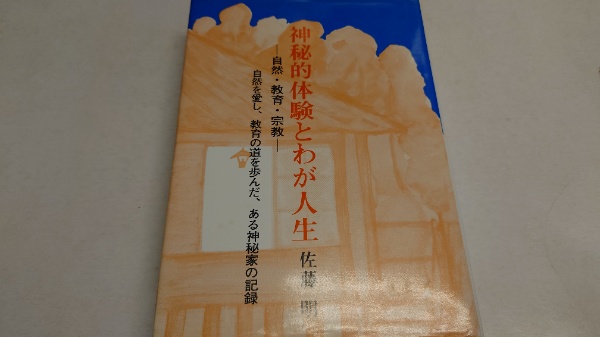 神秘的体験とわが人生
―自然・教育・宗教―
自然を愛し、教育の道を歩んだ、ある神秘家の記録
佐藤